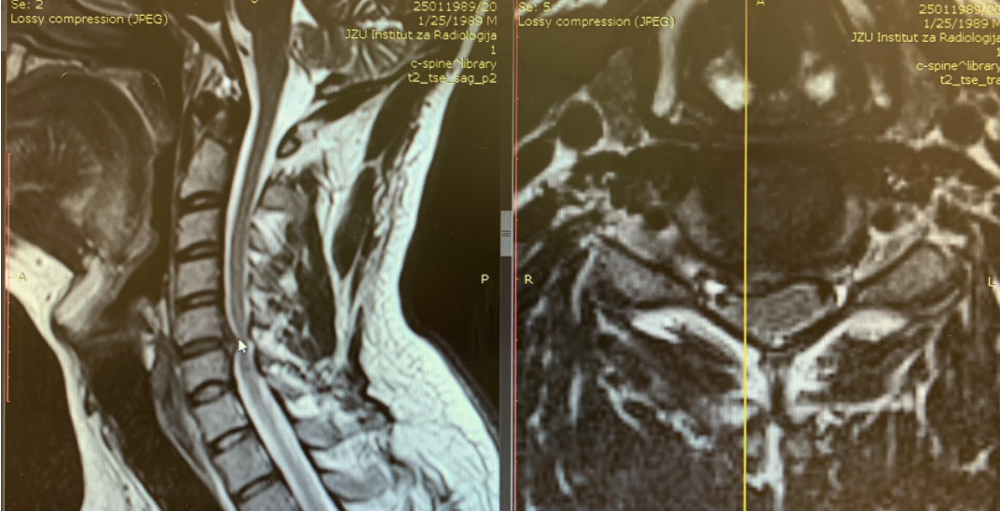 Se: 2
Lossy compression (JPEG)
25011989/20
1/25/1989 M
JZU Institut za Radiologija
1
c-spine^library
t2_tse_sag_p2
A
P
Se: 5
Lossy compression (JPEG)
A
25011989/20
1/25/1989 M
JZU Institut za Radiologija
1
c-spine^library
t2_tse_tra
R
L